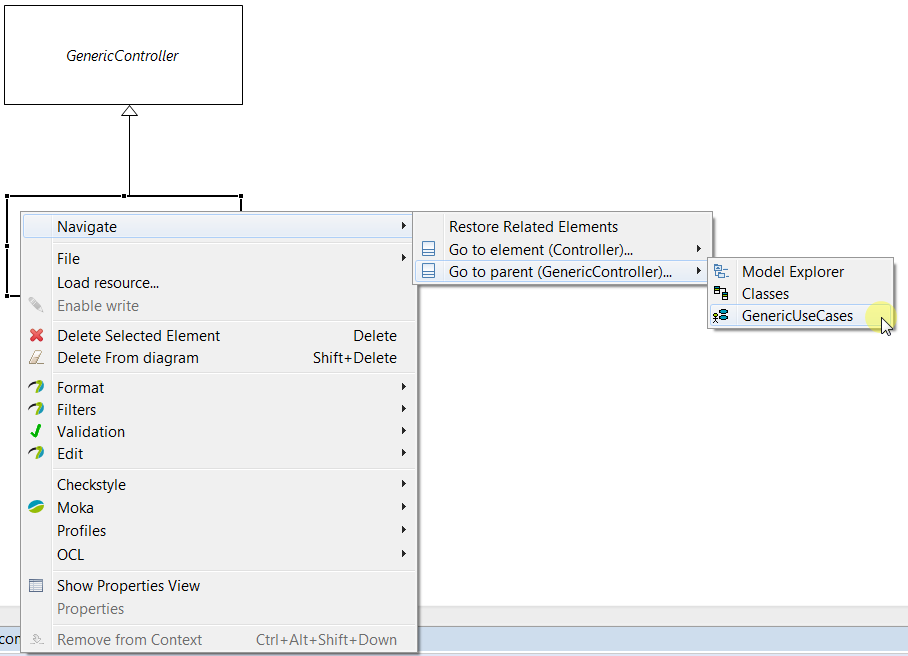 GenericController
Navigate
File
Load resource...
Enable write
Delete Selected Element Delete
Delete From diagram Shift+Delete
Format
Filters
Validation
Edit
Checkstyle
Moka
Profiles
OCL
Show Properties View
Properties
Remove from Context Ctrl+Alt+Shift+Down
Restore Related Elements
Go to element (Controller)...
Go to parent (GenericController)...
Model Explorer
Classes
GenericUseCases
con